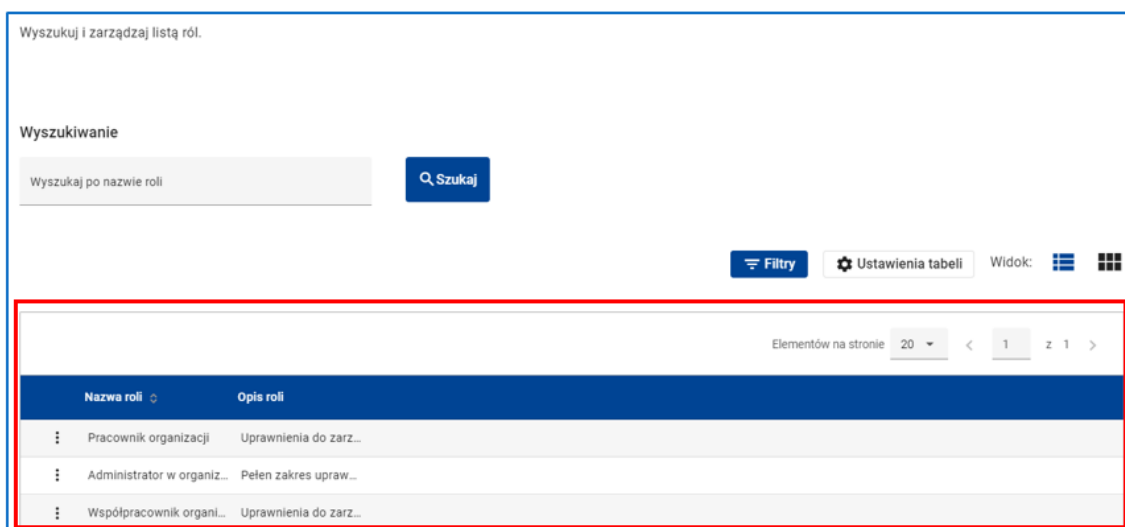 Wyszukuj i zarządzaj listą ról.
Wyszukiwanie
Wyszukaj po nazwie roli
Szukaj
Filtry
Ustawienia tabeli
Widok:
Elementów na stronie 20 < 1 z 1 >
Nazwa roli Opis roli
Pracownik organizacji Uprawnienia do zarz...
Administrator w organiz... Pełen zakres upraw...
Współpracownik organi... Uprawnienia do zarz...